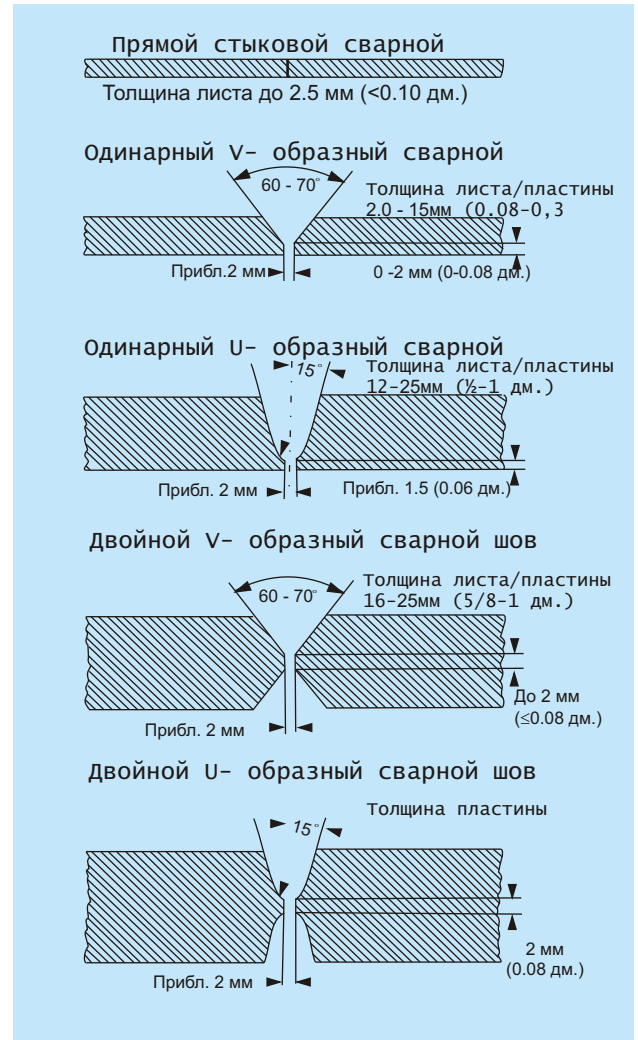 Прямой стыковой сварной
Толщина листа до 2.5 мм (<0.10 дм.)
Одинарный V- образный сварной
60 - 70°
Толщина листа/пластины
2.0 - 15мм (0.08-0,3
Прибл.2 мм
0 -2 мм (0-0.08 дм.)
Одинарный U- образный сварной
15°
Толщина листа/пластины
12-25мм (½-1 дм.)
Прибл. 2 мм
Прибл. 1.5 (0.06 дм.)
Двойной V- образный сварной шов
60 - 70°
Толщина листа/пластины
16-25мм (5/8-1 дм.)
До 2 мм
(≤0.08 дм.)
Прибл. 2 мм
Двойной U- образный сварной шов
Толщина пластины
15°
2 мм
(0.08 дм.)
Прибл. 2 мм